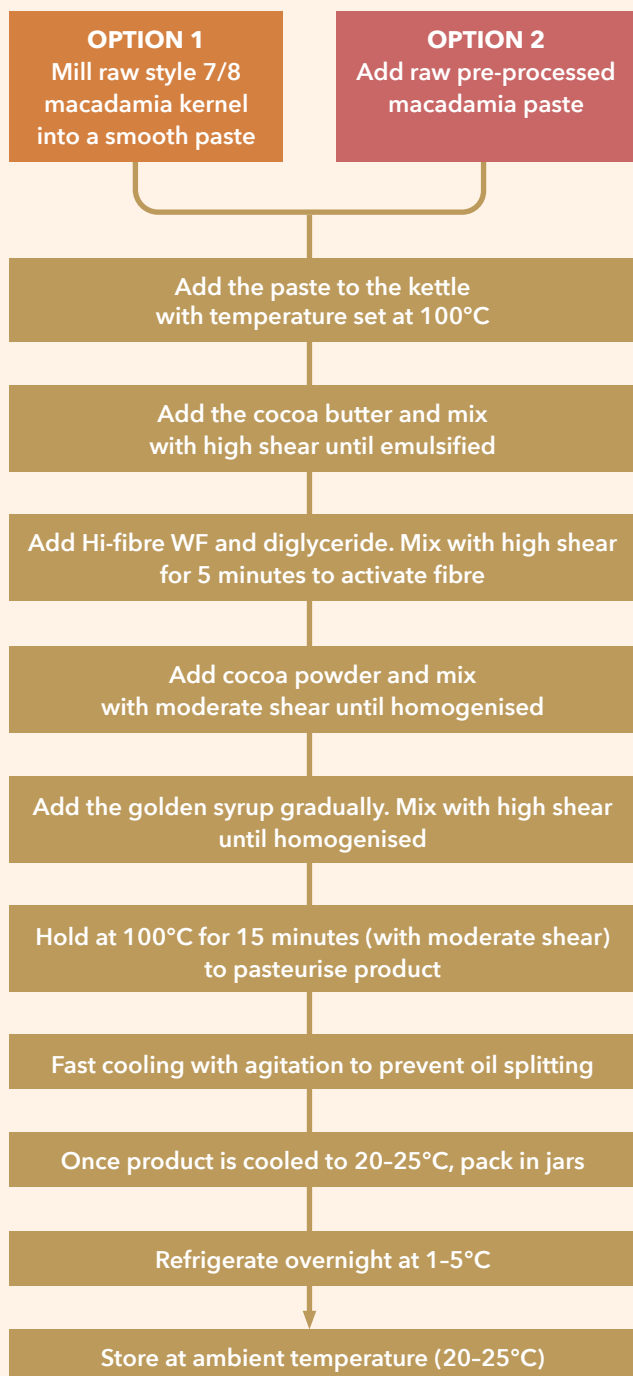 OPTION 1
Mill raw style 7/8
macadamia kernel
into a smooth paste
OPTION 2
Add raw pre-processed
macadamia paste
Add the paste to the kettle
with temperature set at 100°C
Add the cocoa butter and mix
with high shear until emulsified
Add Hi-fibre WF and diglyceride. Mix with high shear
for 5 minutes to activate fibre
Add cocoa powder and mix
with moderate shear until homogenised
Add the golden syrup gradually. Mix with high shear
until homogenised
Hold at 100°C for 15 minutes (with moderate shear)
to pasteurise product
Fast cooling with agitation to prevent oil splitting
Once product is cooled to 20–25°C, pack in jars
Refrigerate overnight at 1–5°C
Store at ambient temperature (20–25°C)